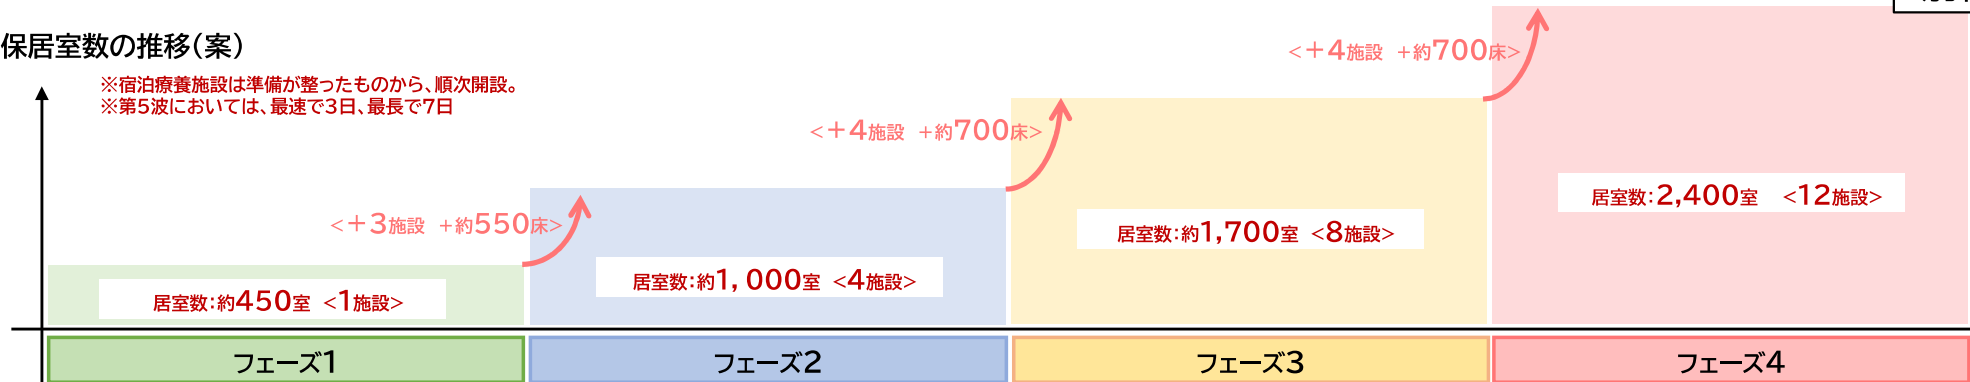 保居室数の推移(案)
※宿泊療養施設は準備が整ったものから、順次開設。
※第5波においては、最速で3日、最長で7日
<+3施設 +約550床>
<+4施設 +約700床>
<+4施設 +約700床>
居室数:約450室 <1施設>
居室数:約1,000室 <4施設>
居室数:約1,700室 <8施設>
居室数:2,400室 <12施設>
フェーズ1
フェーズ2
フェーズ3
フェーズ4